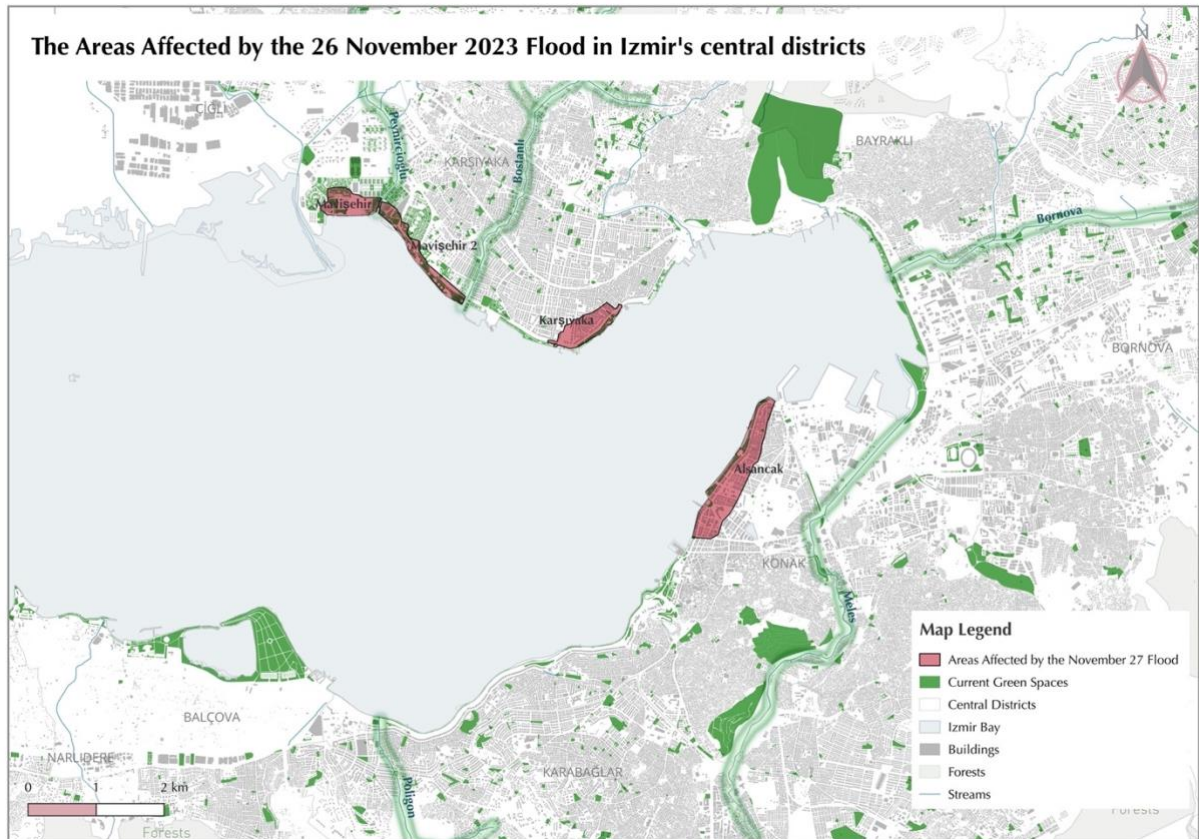 The Areas Affected by the 26 November 2023 Flood in Izmir's central districts
N
ÇİĞLİ
Peynircioğlu
KARŞIYAKA
Bostanlı
BAYRAKLI
Mavişehir
Mavişehir 2
Bornova
Karşıyaka
BORNOVA
Alsancak
KONAK
Meles
BALÇOVA
NARLIDERE
KARABAĞLAR
Poligon
0 1 2 km
Forests
Map Legend
Areas Affected by the November 27 Flood
Current Green Spaces
Central Districts
Izmir Bay
Buildings
Forests
Streams
Forests